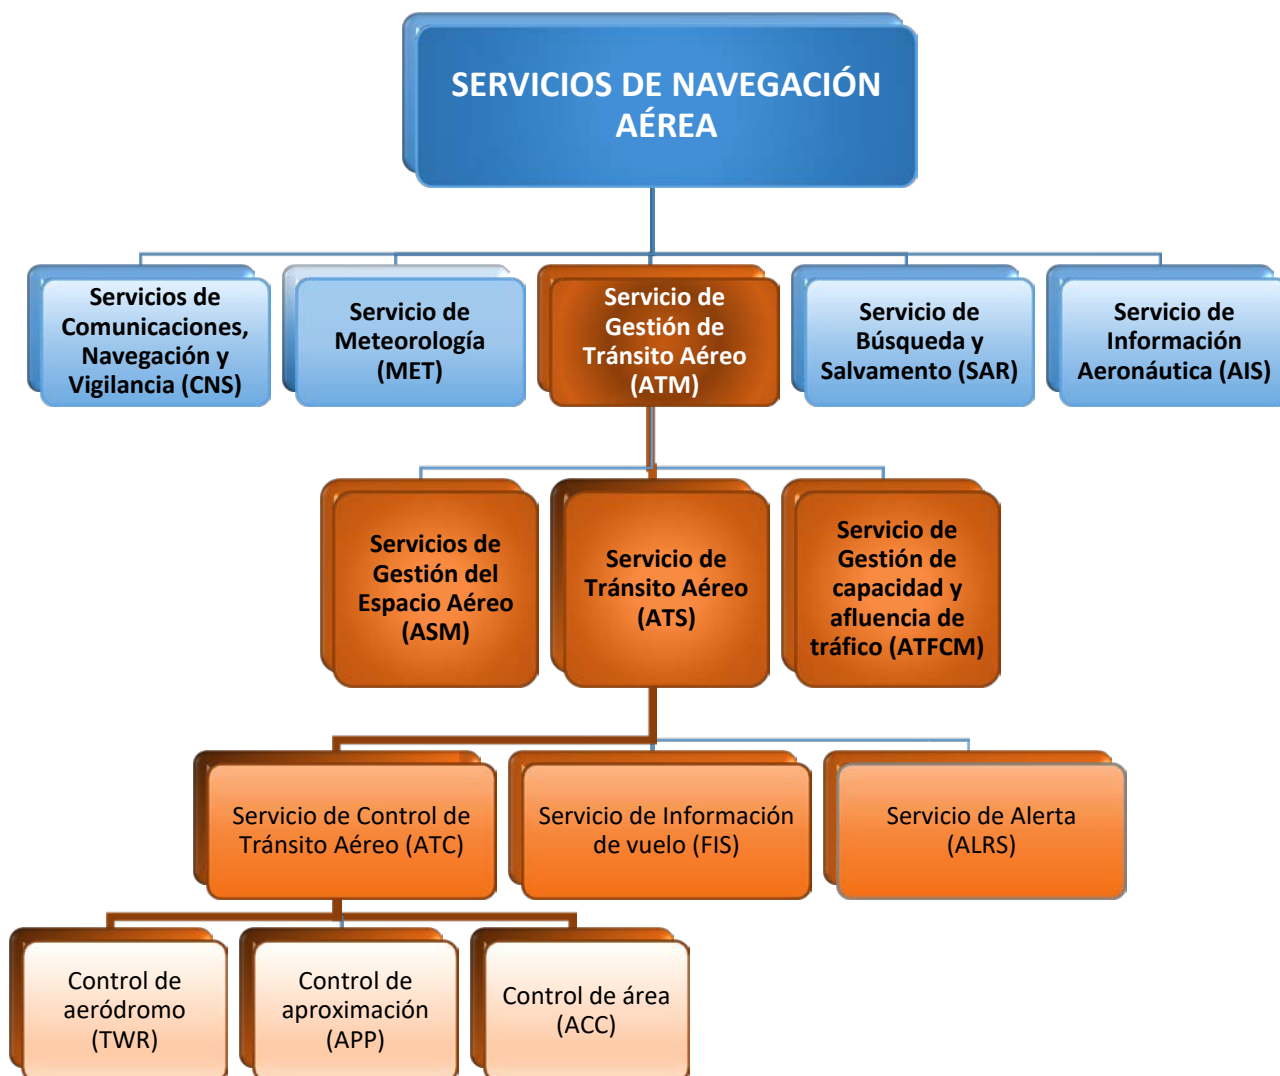 SERVICIOS DE NAVEGACIÓN
AÉREA
Servicios de
Comunicaciones,
Navegación y
Vigilancia (CNS)
Servicio de
Meteorología
(MET)
Servicio de
Gestión de
Tránsito Aéreo
(ATM)
Servicio de
Búsqueda y
Salvamento (SAR)
Servicio de
Información
Aeronáutica (AIS)
Servicios de
Gestión del
Espacio Aéreo
(ASM)
Servicio de
Tránsito Aéreo
(ATS)
Servicio de
Gestión de
capacidad y
afluencia de
tráfico (ATFCM)
Servicio de Control de
Tránsito Aéreo (ATC)
Servicio de Información
de vuelo (FIS)
Servicio de Alerta
(ALRS)
Control de
aeródromo
(TWR)
Control de
aproximación
(APP)
Control de área
(ACC)